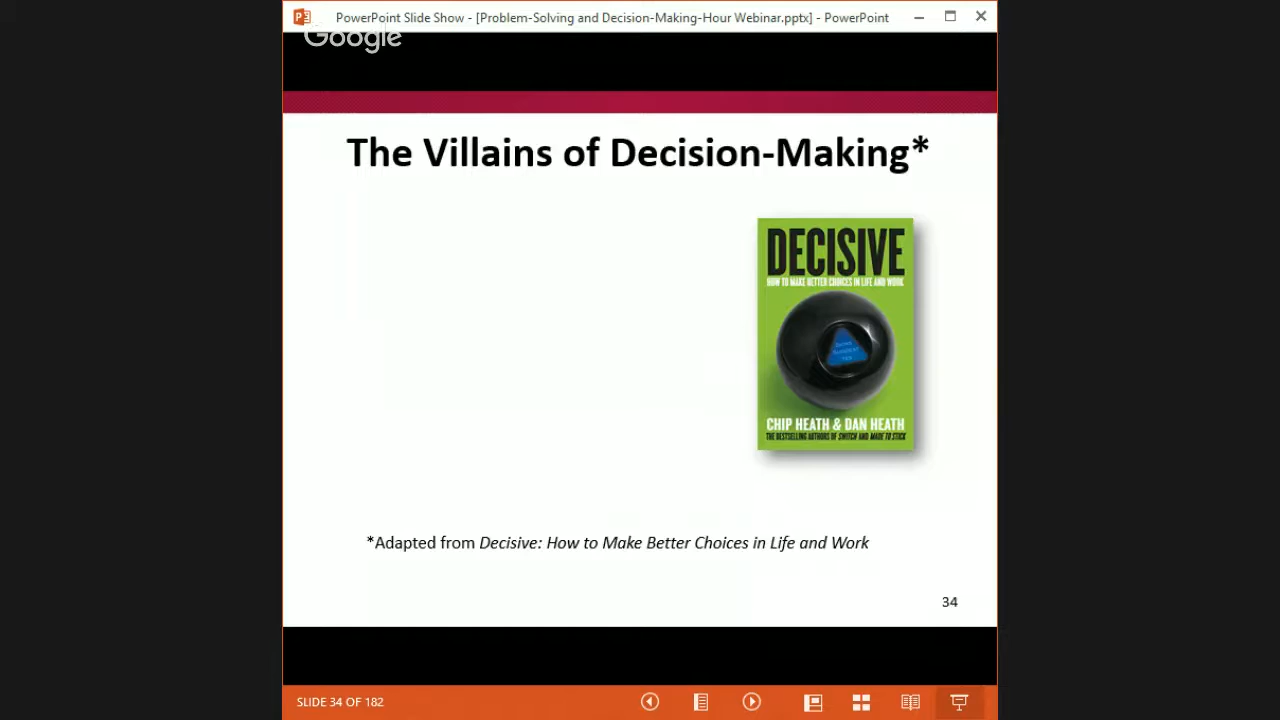 PowerPoint Slide Show - [Problem-Solving and Decision-Making-Hour Webinar.pptx] - PowerPoint
Google
The Villains of Decision-Making*
DECISIVE
HOW TO MAKE BETTER CHOICES IN LIFE AND WORK
CHIP HEATH & DAN HEATH
THE BESTSELLING AUTHORS OF SWITCH AND MADE TO STICK
*Adapted from Decisive: How to Make Better Choices in Life and Work
34
SLIDE 34 OF 182